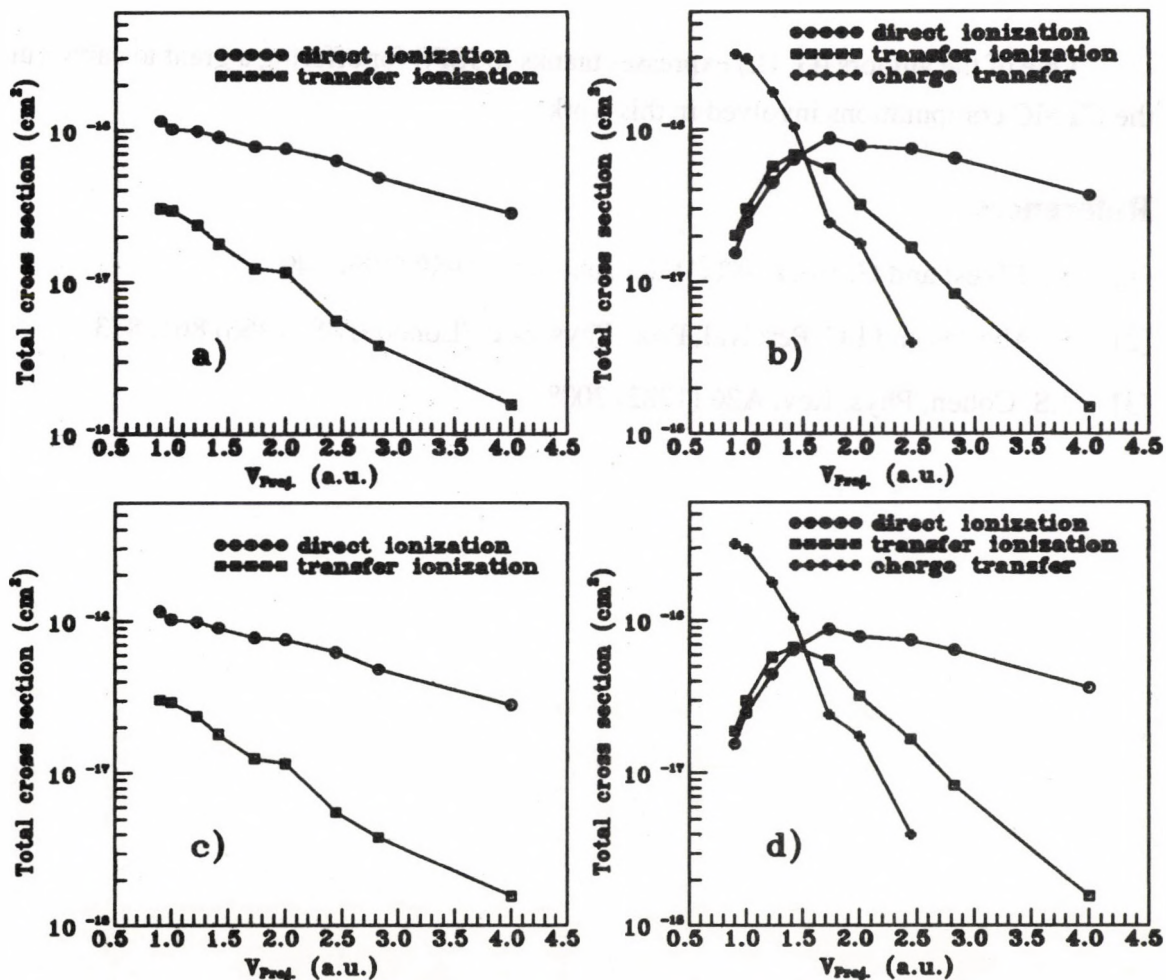 direct ionization
transfer ionization
Total cross section (cm²)
10⁻¹⁶
10⁻¹⁷
10⁻¹⁸
a)
0.5 1.0 1.5 2.0 2.5 3.0 3.5 4.0 4.5
V_Proj. (a.u.)
direct ionization
transfer ionization
charge transfer
Total cross section (cm²)
10⁻¹⁶
10⁻¹⁷
10⁻¹⁸
b)
0.5 1.0 1.5 2.0 2.5 3.0 3.5 4.0 4.5
V_Proj. (a.u.)
direct ionization
transfer ionization
Total cross section (cm²)
10⁻¹⁶
10⁻¹⁷
10⁻¹⁸
c)
0.5 1.0 1.5 2.0 2.5 3.0 3.5 4.0 4.5
V_Proj. (a.u.)
direct ionization
transfer ionization
charge transfer
Total cross section (cm²)
10⁻¹⁶
10⁻¹⁷
10⁻¹⁸
d)
0.5 1.0 1.5 2.0 2.5 3.0 3.5 4.0 4.5
V_Proj. (a.u.)